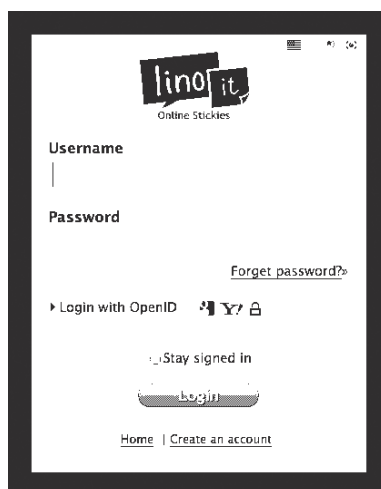 lino it
Online Stickies
Username
Password
Forget password?»
Login with OpenID Y!
Stay signed in
Login
Home | Create an account